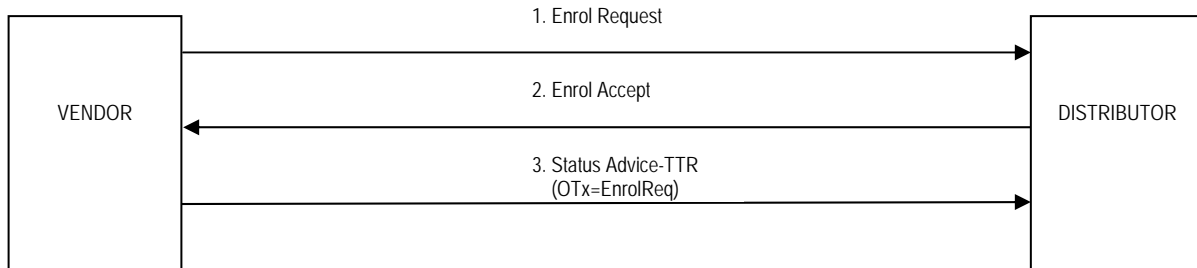 1. Enrol Request
2. Enrol Accept
VENDOR
DISTRIBUTOR
3. Status Advice-TTR
(OTx=EnrolReq)